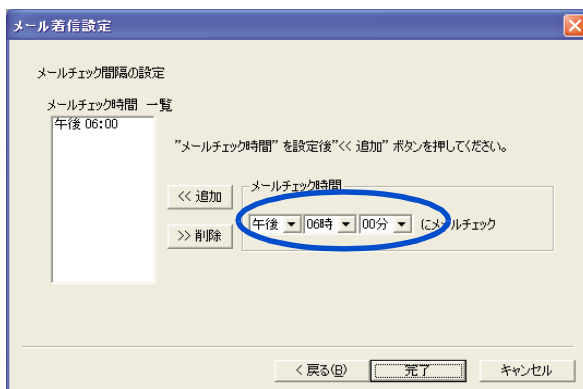 メール着信設定
メールチェック間隔の設定
メールチェック時間 一覧
午後 06:00
"メールチェック時間" を設定後"<< 追加" ボタンを押してください。
<< 追加
>> 削除
メールチェック時間
午後 06時 00分 にメールチェック
< 戻る(B) 完了 キャンセル